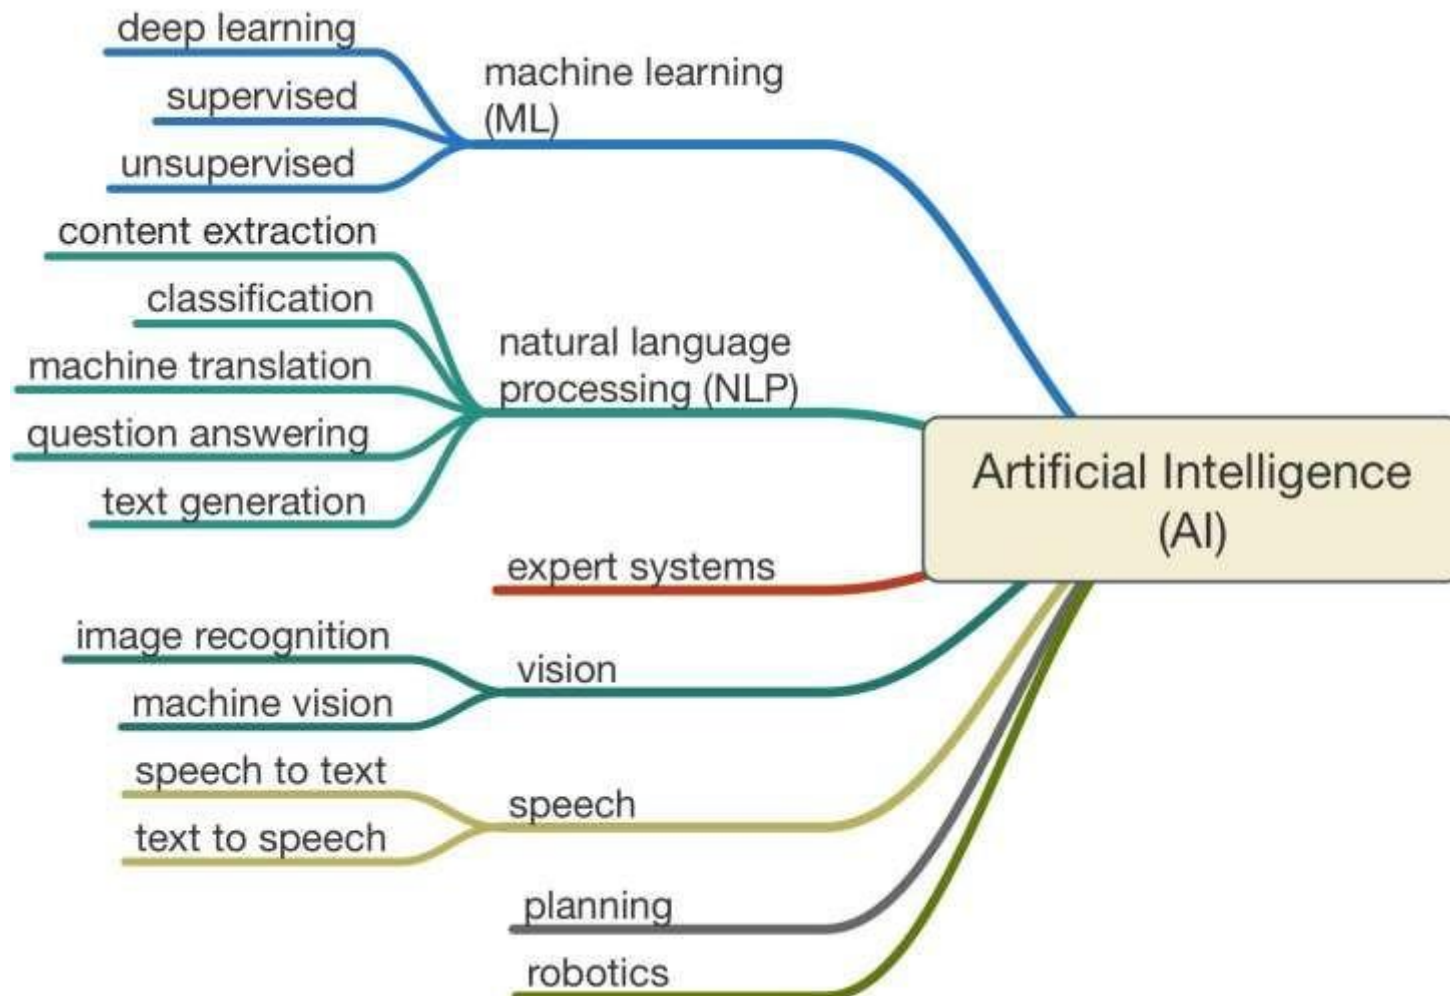 deep learning
supervised
unsupervised
machine learning
(ML)
content extraction
classification
machine translation
question answering
text generation
natural language
processing (NLP)
expert systems
image recognition
machine vision
vision
speech to text
text to speech
speech
planning
robotics
Artificial Intelligence
(AI)